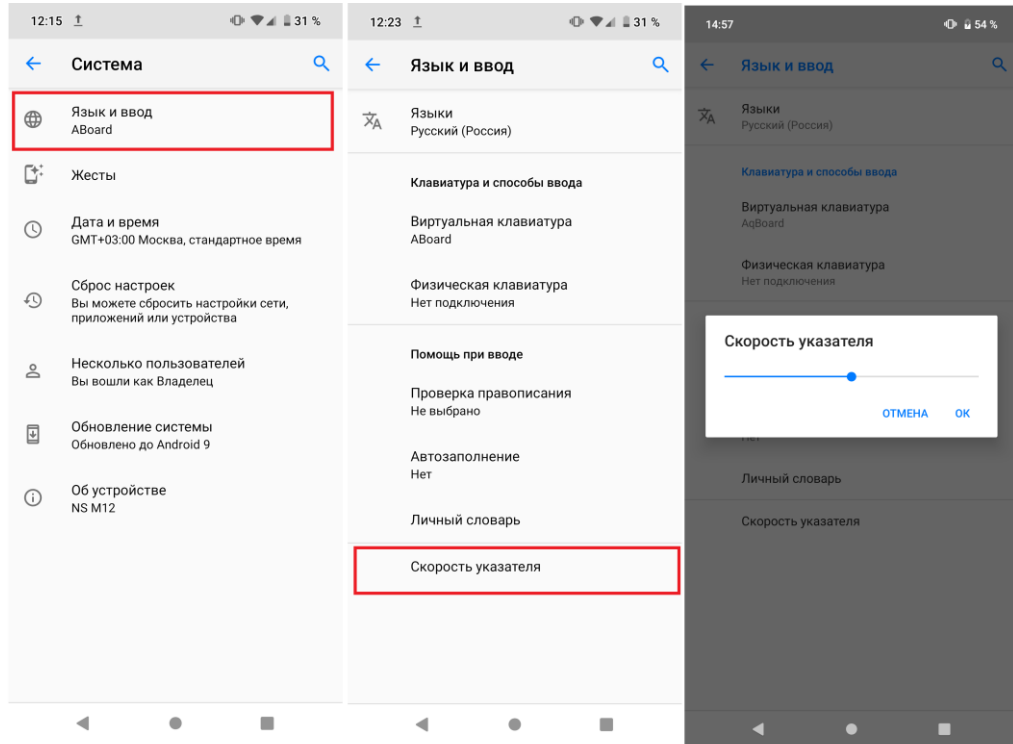 12:15
31 %
Система
Язык и ввод
ABoard
Жесты
Дата и время
GMT+03:00 Москва, стандартное время
Сброс настроек
Вы можете сбросить настройки сети,
приложений или устройства
Несколько пользователей
Вы вошли как Владелец
Обновление системы
Обновлено до Android 9
Об устройстве
NS M12
12:23
31 %
Язык и ввод
Языки
Русский (Россия)
Клавиатура и способы ввода
Виртуальная клавиатура
ABoard
Физическая клавиатура
Нет подключения
Помощь при вводе
Проверка правописания
Не выбрано
Автозаполнение
Нет
Личный словарь
Скорость указателя
14:57
54 %
Язык и ввод
Языки
Русский (Россия)
Клавиатура и способы ввода
Виртуальная клавиатура
AqBoard
Физическая клавиатура
Нет подключения
Скорость указателя
ОТМЕНА
ОК
Личный словарь
Скорость указателя